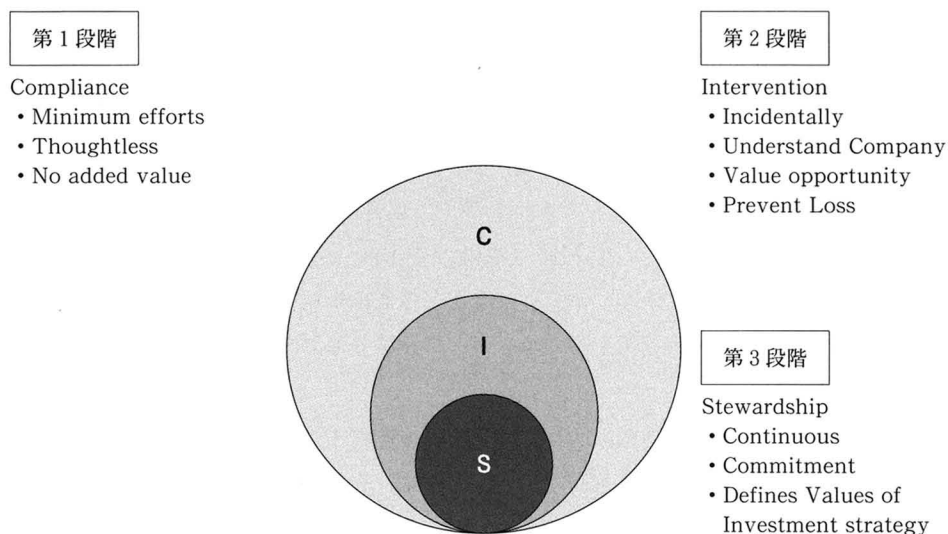 第1段階
Compliance
・Minimum efforts
・Thoughtless
・No added value
第2段階
Intervention
・Incidentally
・Understand Company
・Value opportunity
・Prevent Loss
C
I
S
第3段階
Stewardship
・Continuous
・Commitment
・Defines Values of
Investment strategy